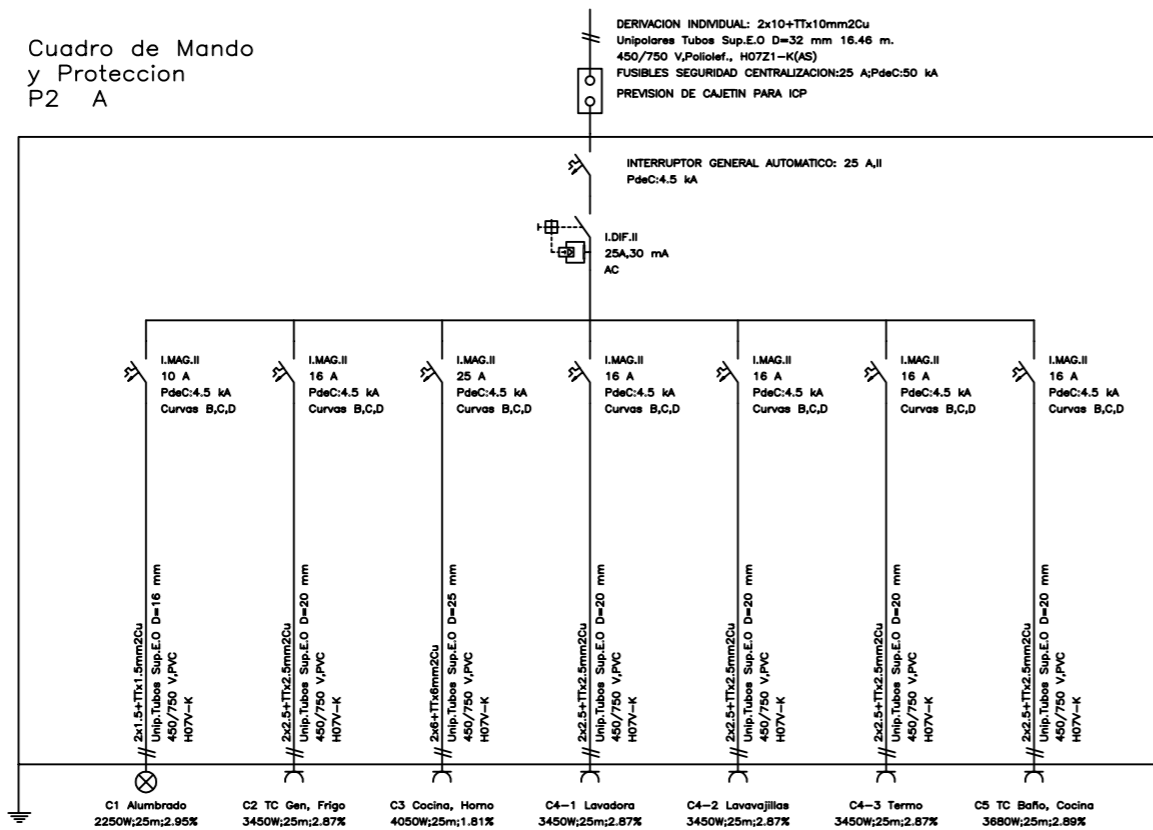 Cuadro de Mando
y Proteccion
P2 A
DERIVACION INDIVIDUAL: 2x10+TTx10mm2Cu
Unipolares Tubos Sup.E.O D=32 mm 16.46 m.
450/750 V,Poliolef., H07Z1-K(AS)
FUSIBLES SEGURIDAD CENTRALIZACION:25 A;PdeC:50 kA
PREVISION DE CAJETIN PARA ICP
INTERRUPTOR GENERAL AUTOMATICO: 25 A,II
PdeC:4.5 kA
I.DIF.II
25A,30 mA
AC
I.MAG.II
10 A
PdeC:4.5 kA
Curvas B,C,D
I.MAG.II
16 A
PdeC:4.5 kA
Curvas B,C,D
I.MAG.II
25 A
PdeC:4.5 kA
Curvas B,C,D
I.MAG.II
16 A
PdeC:4.5 kA
Curvas B,C,D
I.MAG.II
16 A
PdeC:4.5 kA
Curvas B,C,D
I.MAG.II
16 A
PdeC:4.5 kA
Curvas B,C,D
I.MAG.II
16 A
PdeC:4.5 kA
Curvas B,C,D
2x1.5+TTx1.5mm2Cu
Unip.Tubos Sup.E.O D=16 mm
450/750 V,PVC
H07V-K
2x2.5+TTx2.5mm2Cu
Unip.Tubos Sup.E.O D=20 mm
450/750 V,PVC
H07V-K
2x6+TTx6mm2Cu
Unip.Tubos Sup.E.O D=25 mm
450/750 V,PVC
H07V-K
2x2.5+TTx2.5mm2Cu
Unip.Tubos Sup.E.O D=20 mm
450/750 V,PVC
H07V-K
2x2.5+TTx2.5mm2Cu
Unip.Tubos Sup.E.O D=20 mm
450/750 V,PVC
H07V-K
2x2.5+TTx2.5mm2Cu
Unip.Tubos Sup.E.O D=20 mm
450/750 V,PVC
H07V-K
2x2.5+TTx2.5mm2Cu
Unip.Tubos Sup.E.O D=20 mm
450/750 V,PVC
H07V-K
C1 Alumbrado
2250W;25m;2.95%
C2 TC Gen, Frigo
3450W;25m;2.87%
C3 Cocina, Horno
4050W;25m;1.81%
C4-1 Lavadora
3450W;25m;2.87%
C4-2 Lavavajillas
3450W;25m;2.87%
C4-3 Termo
3450W;25m;2.87%
C5 TC Baño, Cocina
3680W;25m;2.89%